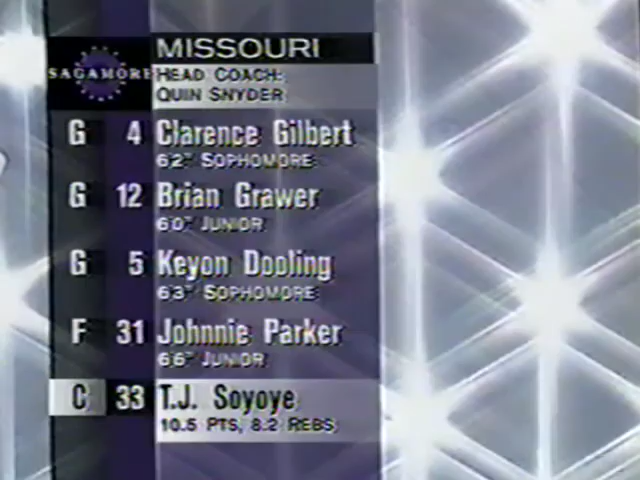 MISSOURI
SAGAMORE
HEAD COACH:
QUIN SNYDER
G 4 Clarence Gilbert
6'2" SOPHOMORE
G 12 Brian Grawer
6'0" JUNIOR
G 5 Keyon Dooling
6'3" SOPHOMORE
F 31 Johnnie Parker
6'6" JUNIOR
C 33 T.J. Soyoye
10.5 PTS, 8.2 REBS